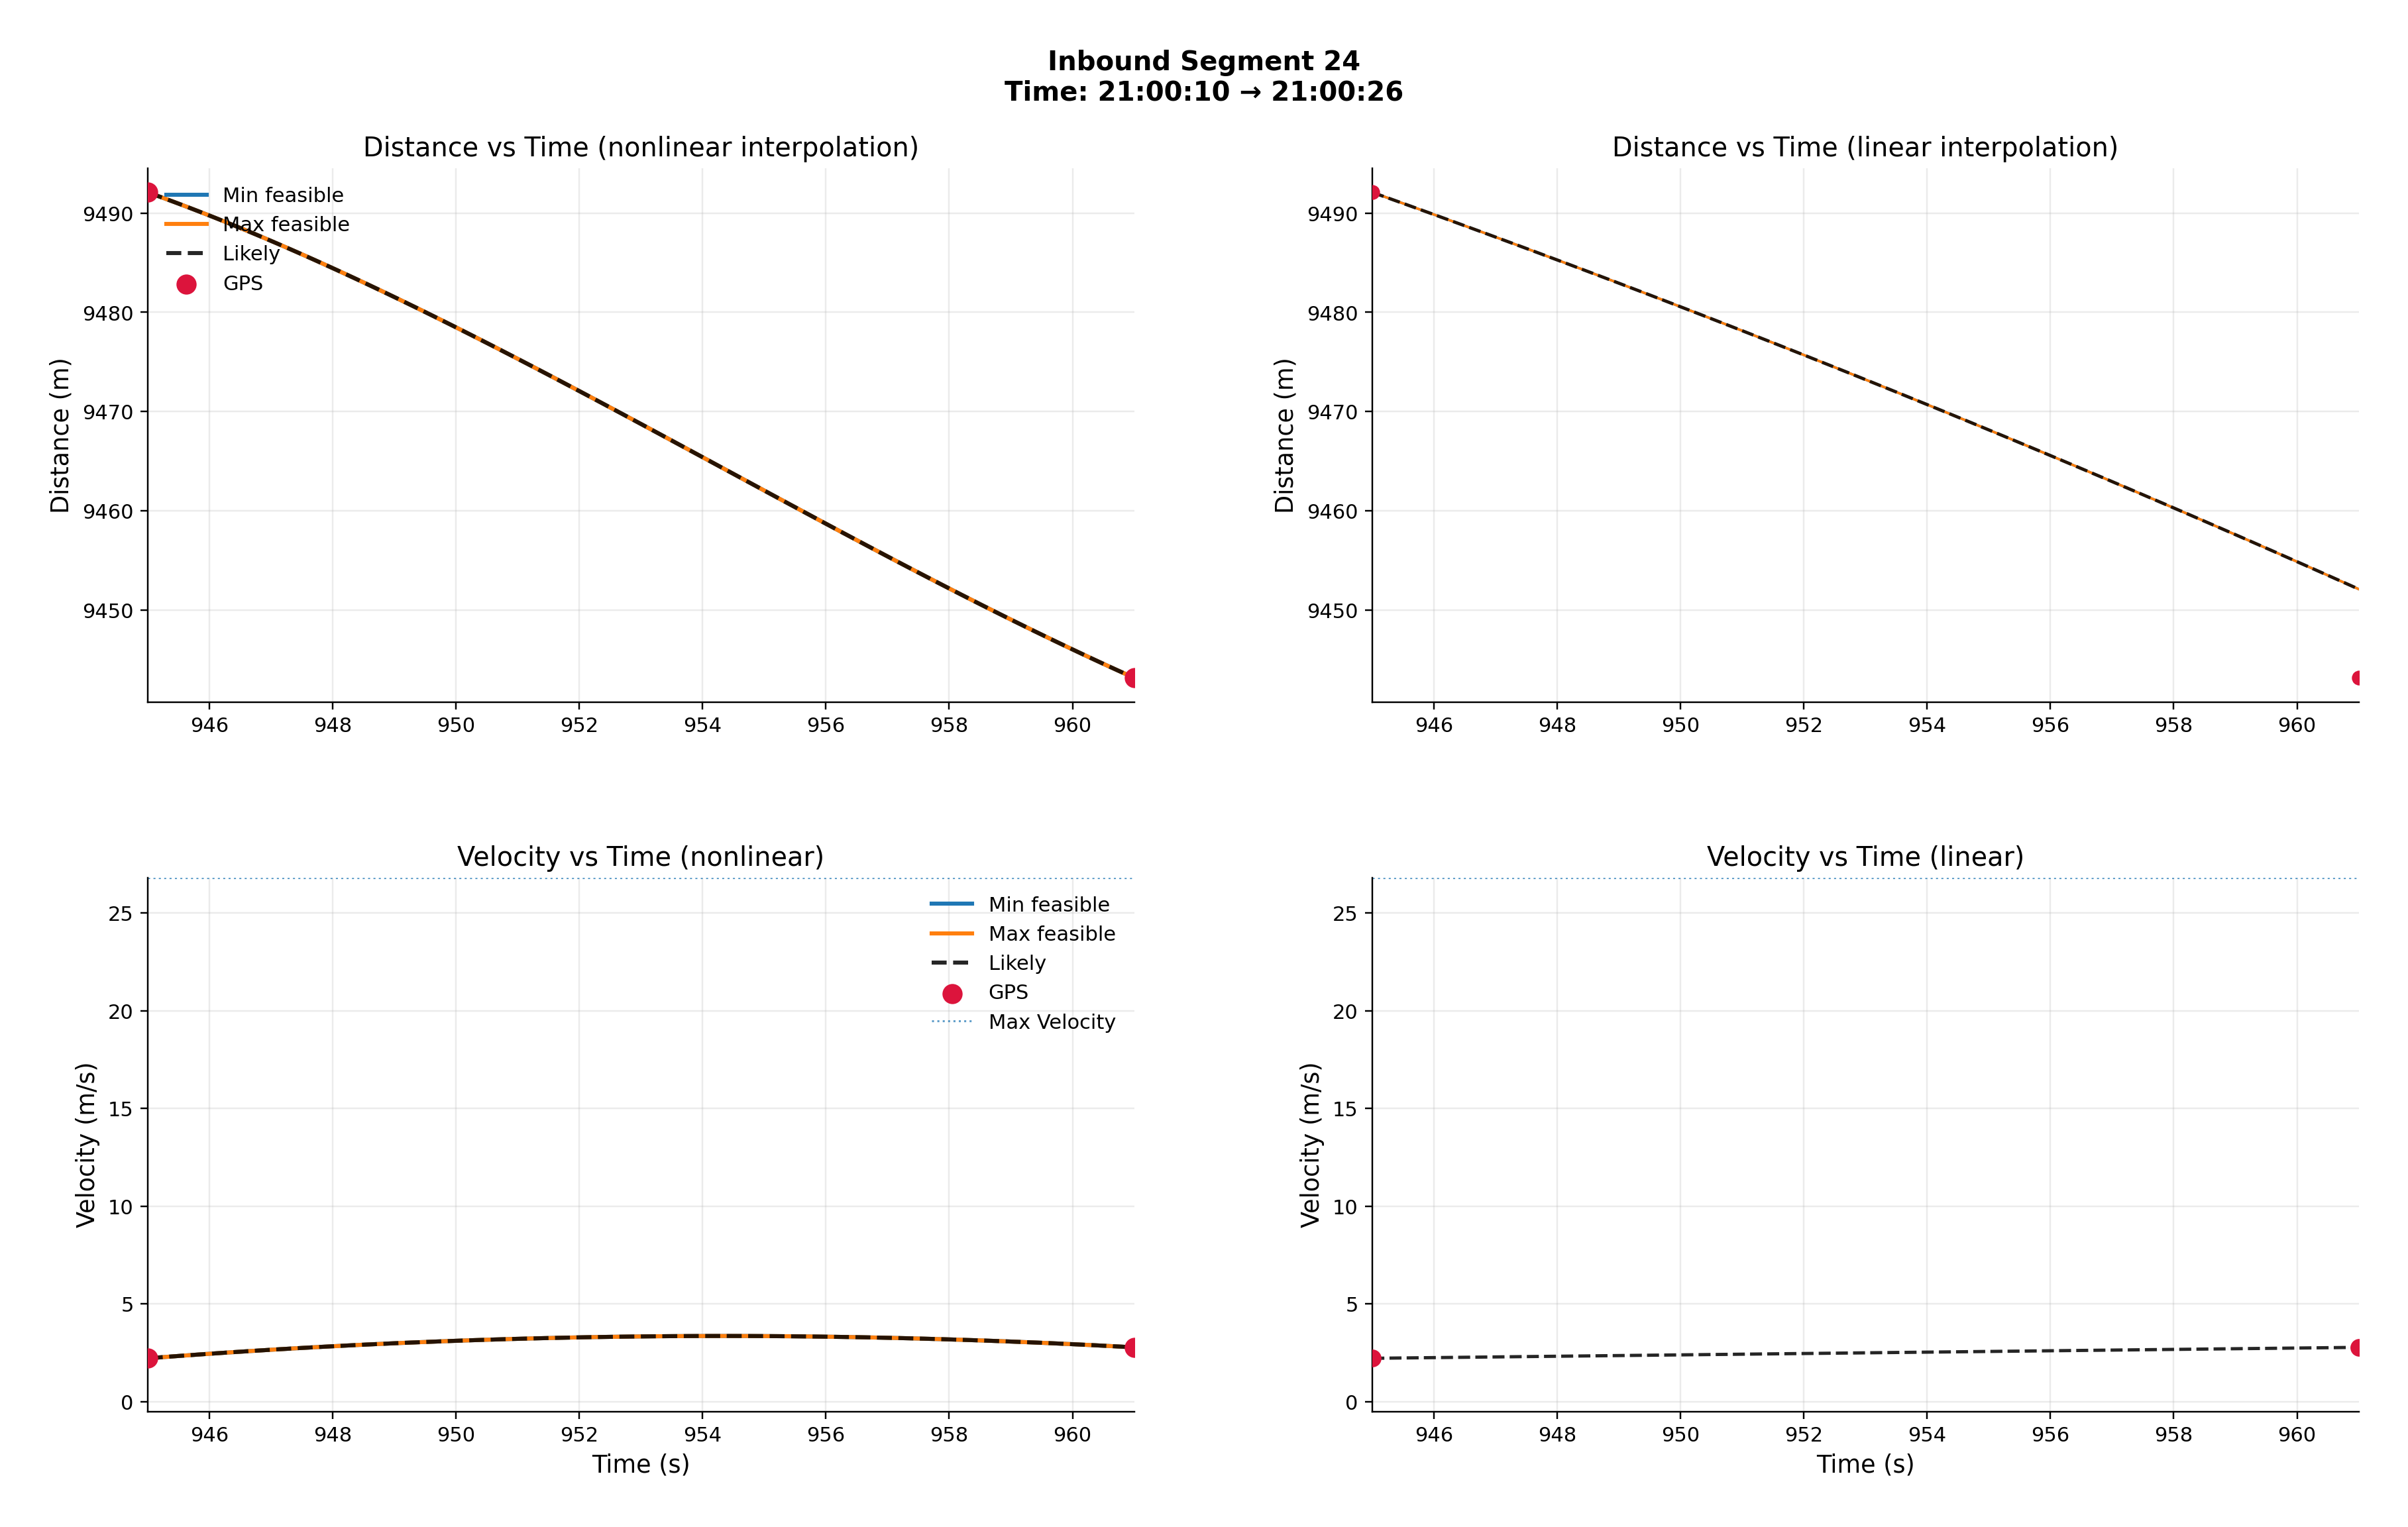 Inbound Segment 24
Time: 21:00:10 → 21:00:26
Distance vs Time (nonlinear interpolation)
Distance (m)
9490
9480
9470
9460
9450
Min feasible
Max feasible
Likely
GPS
946 948 950 952 954 956 958 960
Distance vs Time (linear interpolation)
Distance (m)
9490
9480
9470
9460
9450
946 948 950 952 954 956 958 960
Velocity vs Time (nonlinear)
Velocity (m/s)
25
20
15
10
5
0
Min feasible
Max feasible
Likely
GPS
Max Velocity
946 948 950 952 954 956 958 960
Time (s)
Velocity vs Time (linear)
Velocity (m/s)
25
20
15
10
5
0
946 948 950 952 954 956 958 960
Time (s)